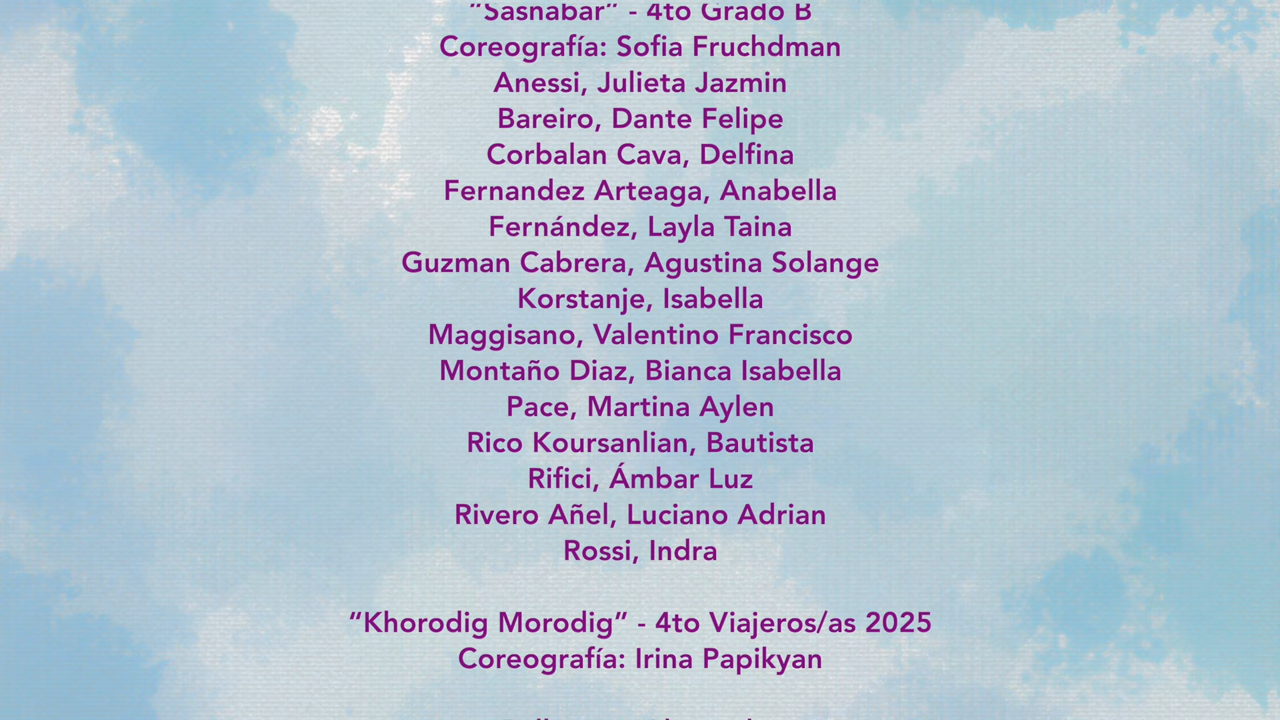 “Sasnabar” - 4to Grado B
Coreografía: Sofia Fruchdman
Anessi, Julieta Jazmin
Bareiro, Dante Felipe
Corbalan Cava, Delfina
Fernandez Arteaga, Anabella
Fernández, Layla Taina
Guzman Cabrera, Agustina Solange
Korstanje, Isabella
Maggisano, Valentino Francisco
Montaño Diaz, Bianca Isabella
Pace, Martina Aylen
Rico Koursanlian, Bautista
Rifici, Ámbar Luz
Rivero Añel, Luciano Adrian
Rossi, Indra
“Khorodig Morodig” - 4to Viajeros/as 2025
Coreografía: Irina Papikyan